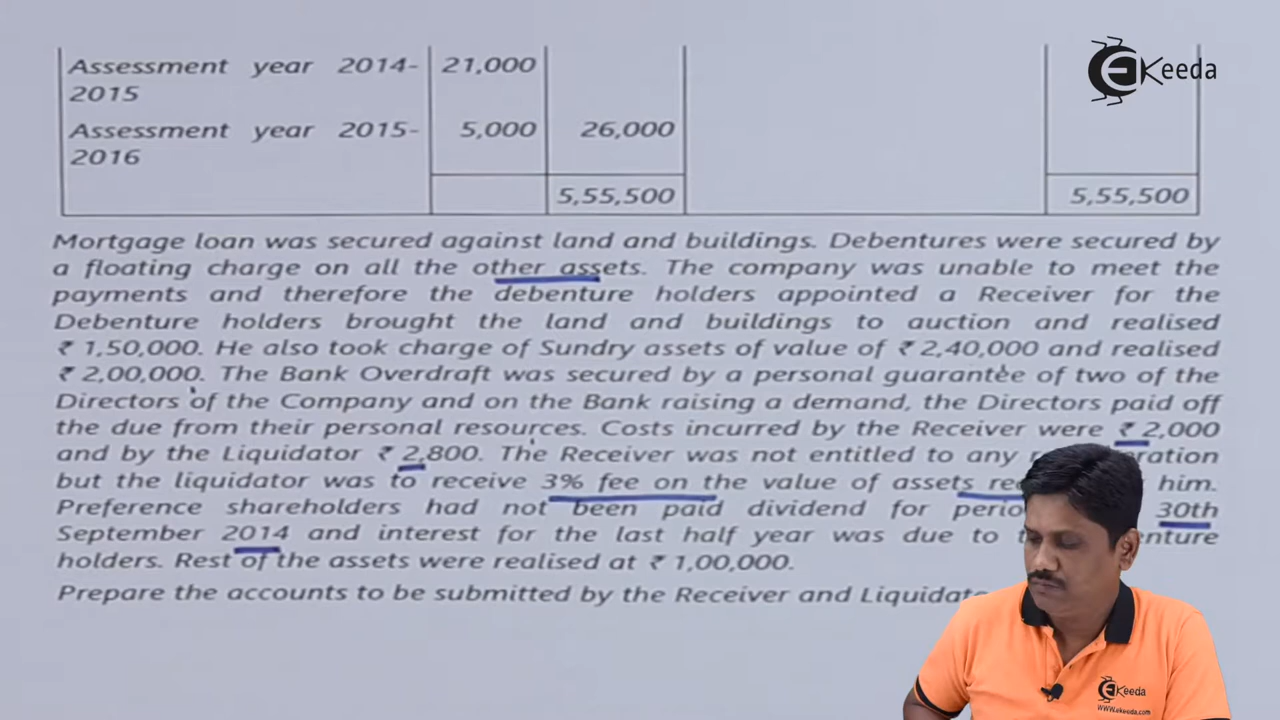 Assessment year 2014- 21,000
2015
Assessment year 2015- 5,000 26,000
2016
5,55,500 5,55,500
Mortgage loan was secured against land and buildings. Debentures were secured by
a floating charge on all the other assets. The company was unable to meet the
payments and therefore the debenture holders appointed a Receiver for the
Debenture holders brought the land and buildings to auction and realised
₹ 1,50,000. He also took charge of Sundry assets of value of ₹ 2,40,000 and realised
₹ 2,00,000. The Bank Overdraft was secured by a personal guarantee of two of the
Directors of the Company and on the Bank raising a demand, the Directors paid off
the due from their personal resources. Costs incurred by the Receiver were ₹ 2,000
and by the Liquidator ₹ 2,800. The Receiver was not entitled to any
but the liquidator was to receive 3% fee on the value of assets him.
Preference shareholders had not been paid dividend for 30th
September 2014 and interest for the last half year was due to
holders. Rest of the assets were realised at ₹ 1,00,000.
Prepare the accounts to be submitted by the Receiver and
EKeeda
EKeeda
www.ekeeda.com